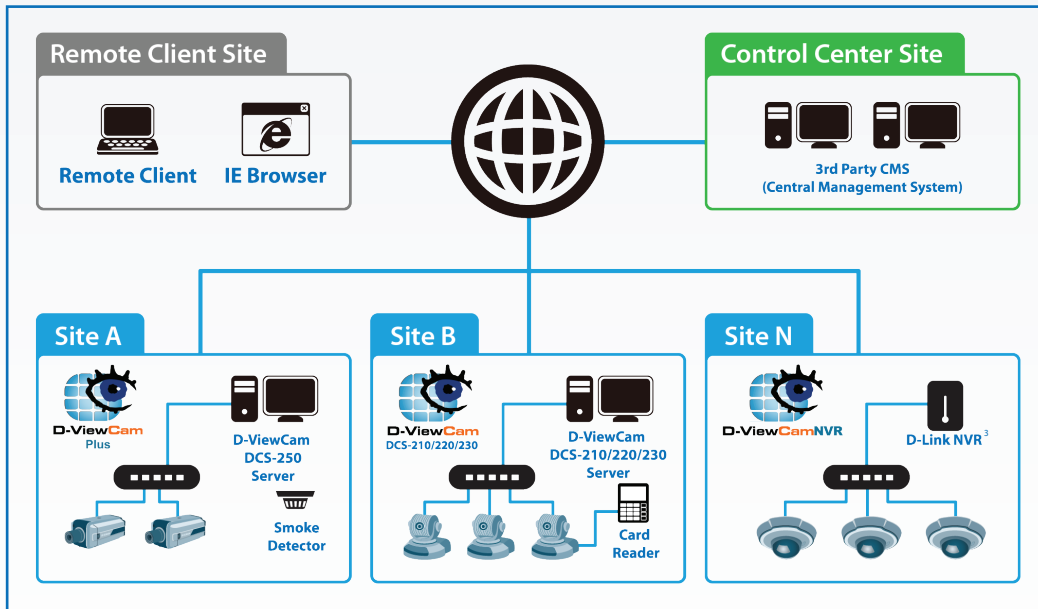 Remote Client Site
Remote Client
IE Browser
Control Center Site
3rd Party CMS
(Central Management System)
Site A
D-ViewCam
Plus
D-ViewCam
DCS-250
Server
Smoke
Detector
Site B
D-ViewCam
DCS-210/220/230
D-ViewCam
DCS-210/220/230
Server
Card
Reader
Site N
D-ViewCamNVR
D-Link NVR³